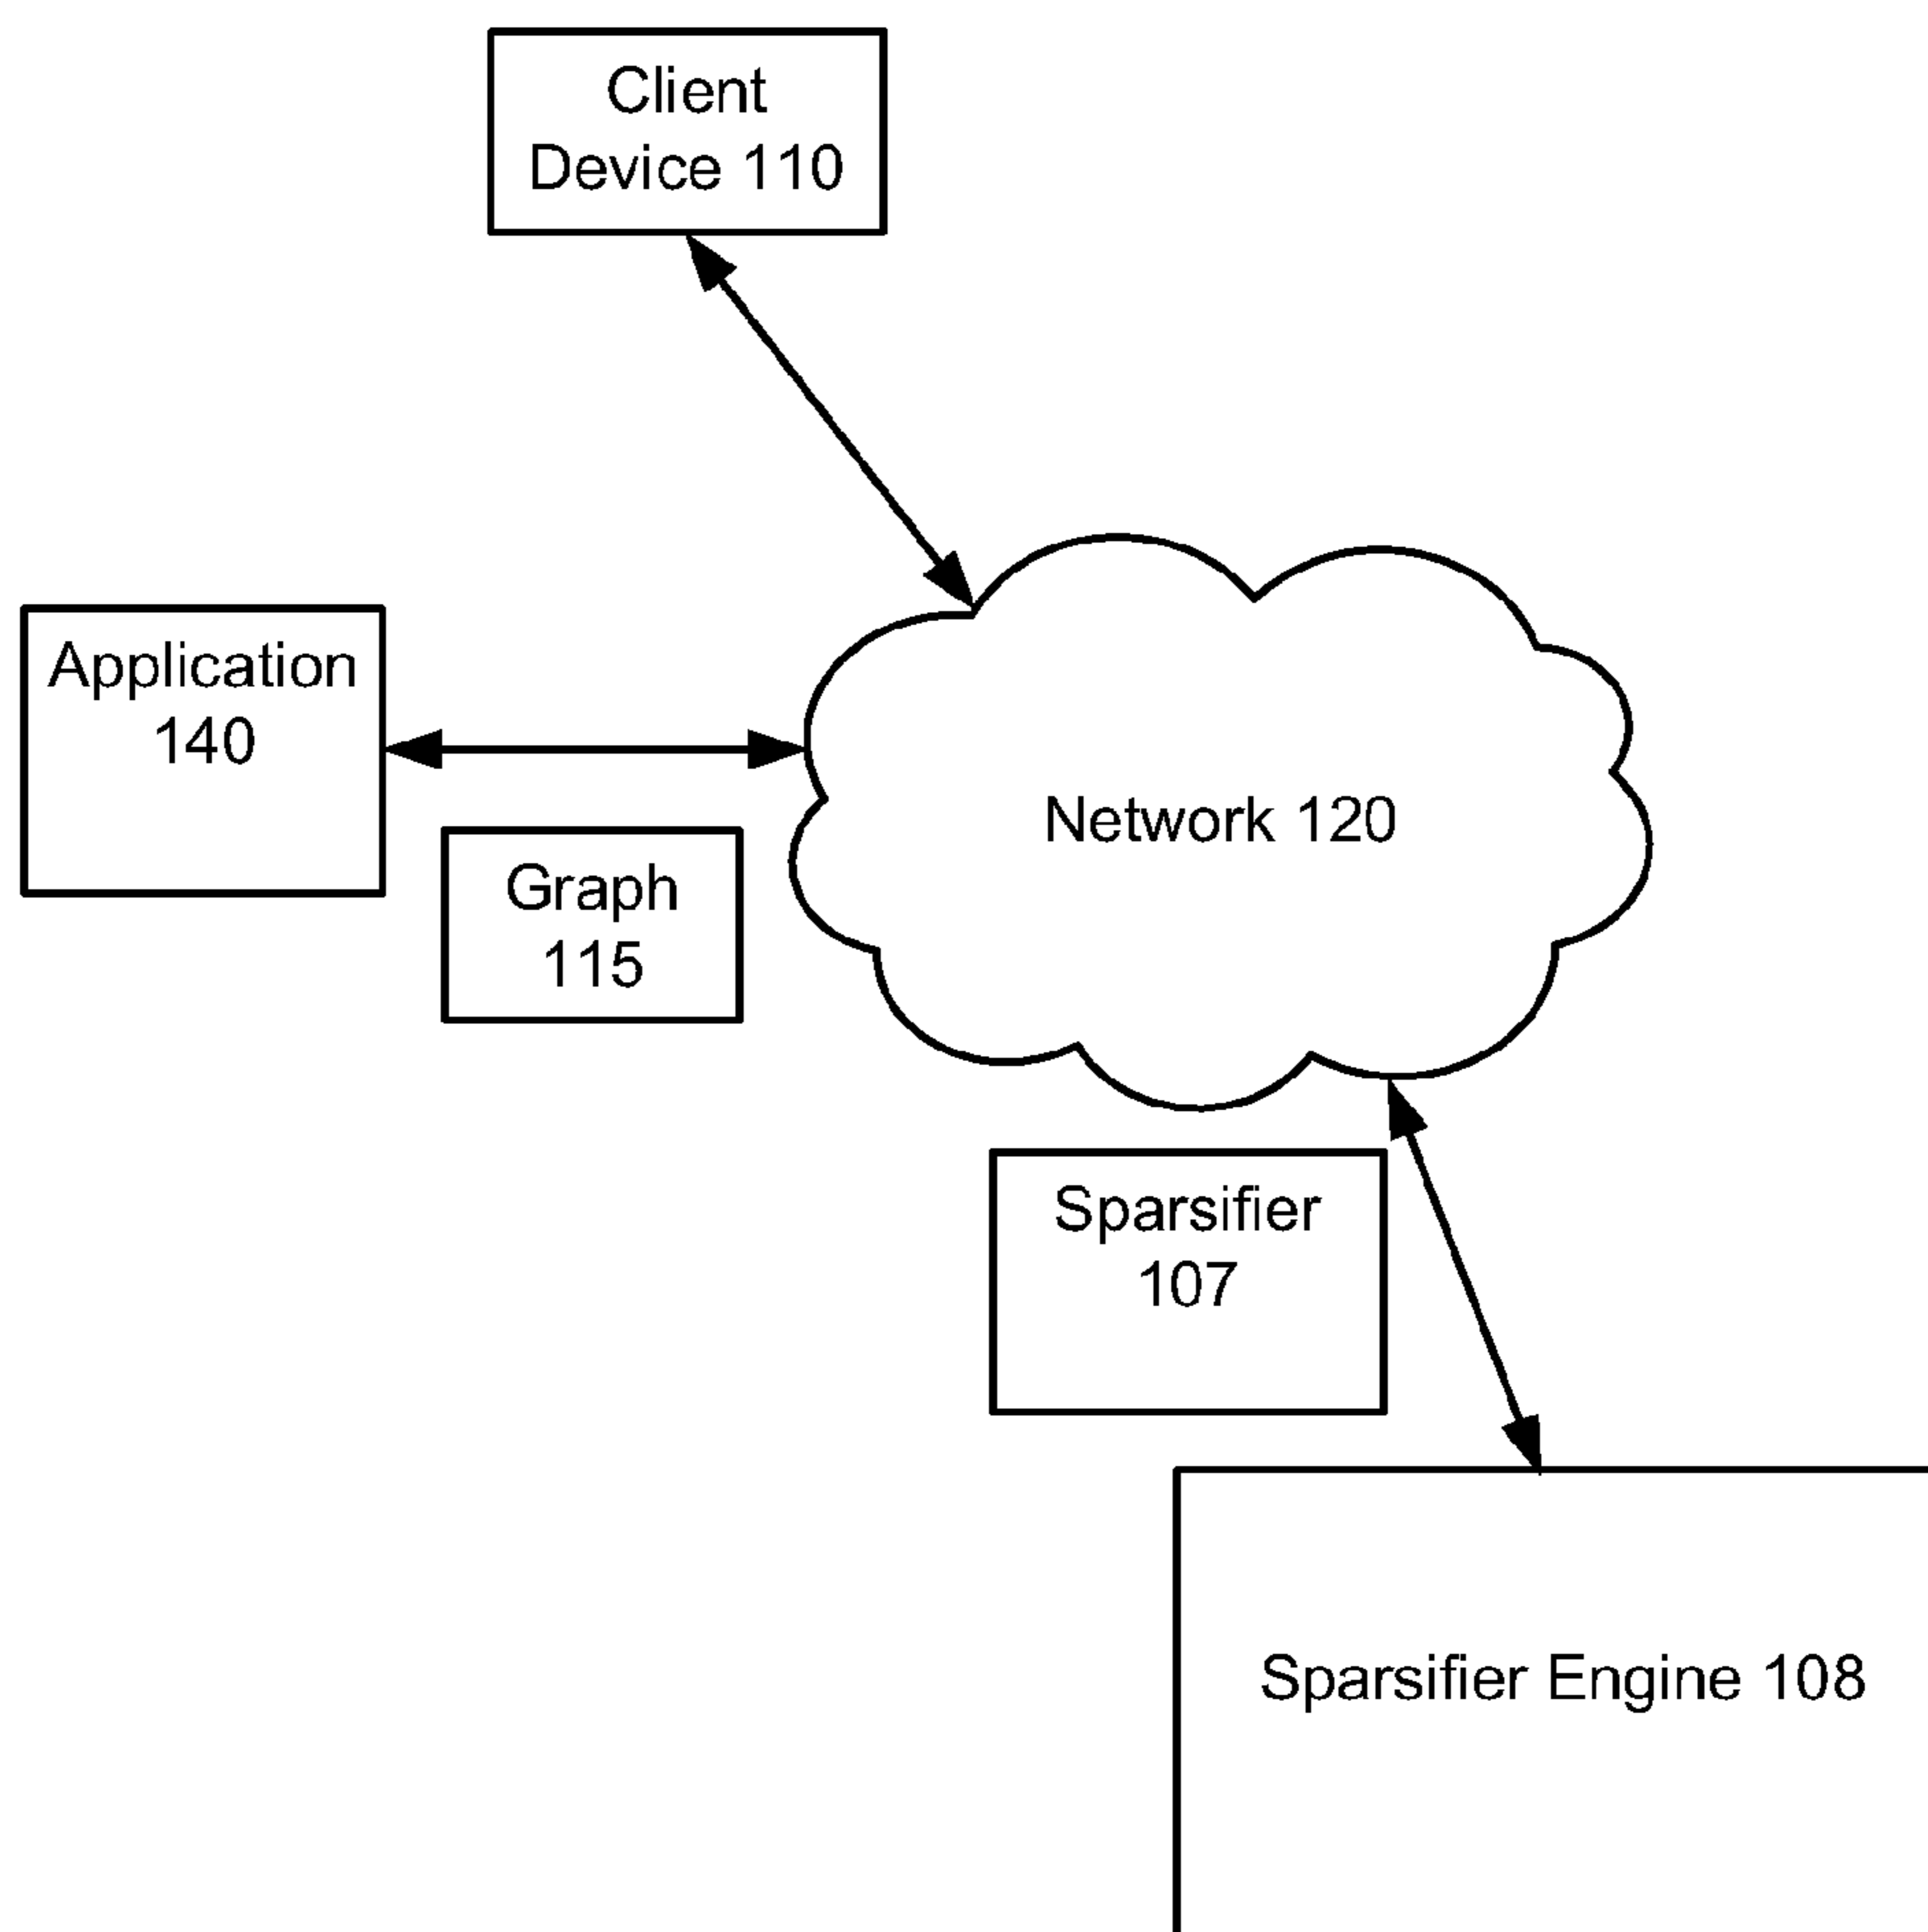 Client
Device 110
Application
140
Network 120
Graph
115
Sparsifier
107
Sparsifier Engine 108